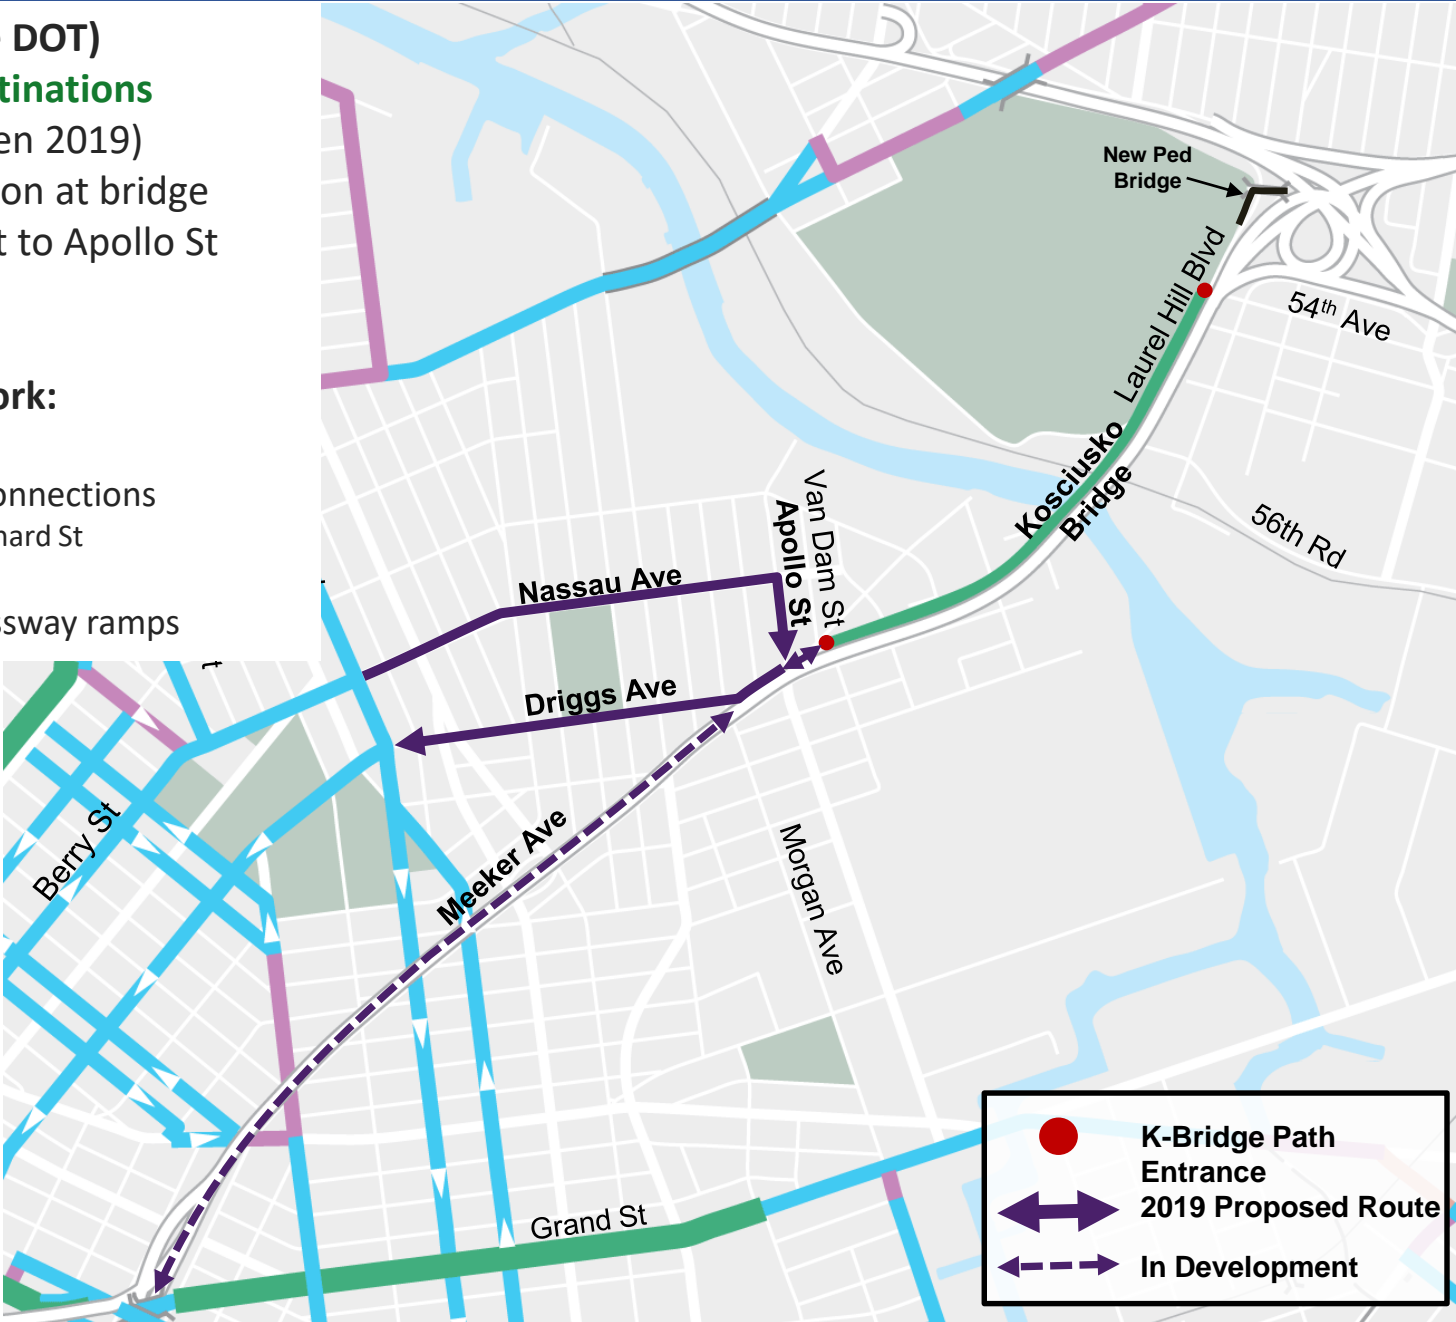 DOT)
tinations
en 2019)
on at bridge
t to Apollo St
ork:
onnections
nard St
ssway ramps
t
New Ped
Bridge
Laurel Hill Blvd
54th Ave
Kosciusko
Bridge
56th Rd
Van Dam St
Apollo St
Nassau Ave
Driggs Ave
Berry St
Meeker Ave
Morgan Ave
Grand St
K-Bridge Path
Entrance
2019 Proposed Route
In Development